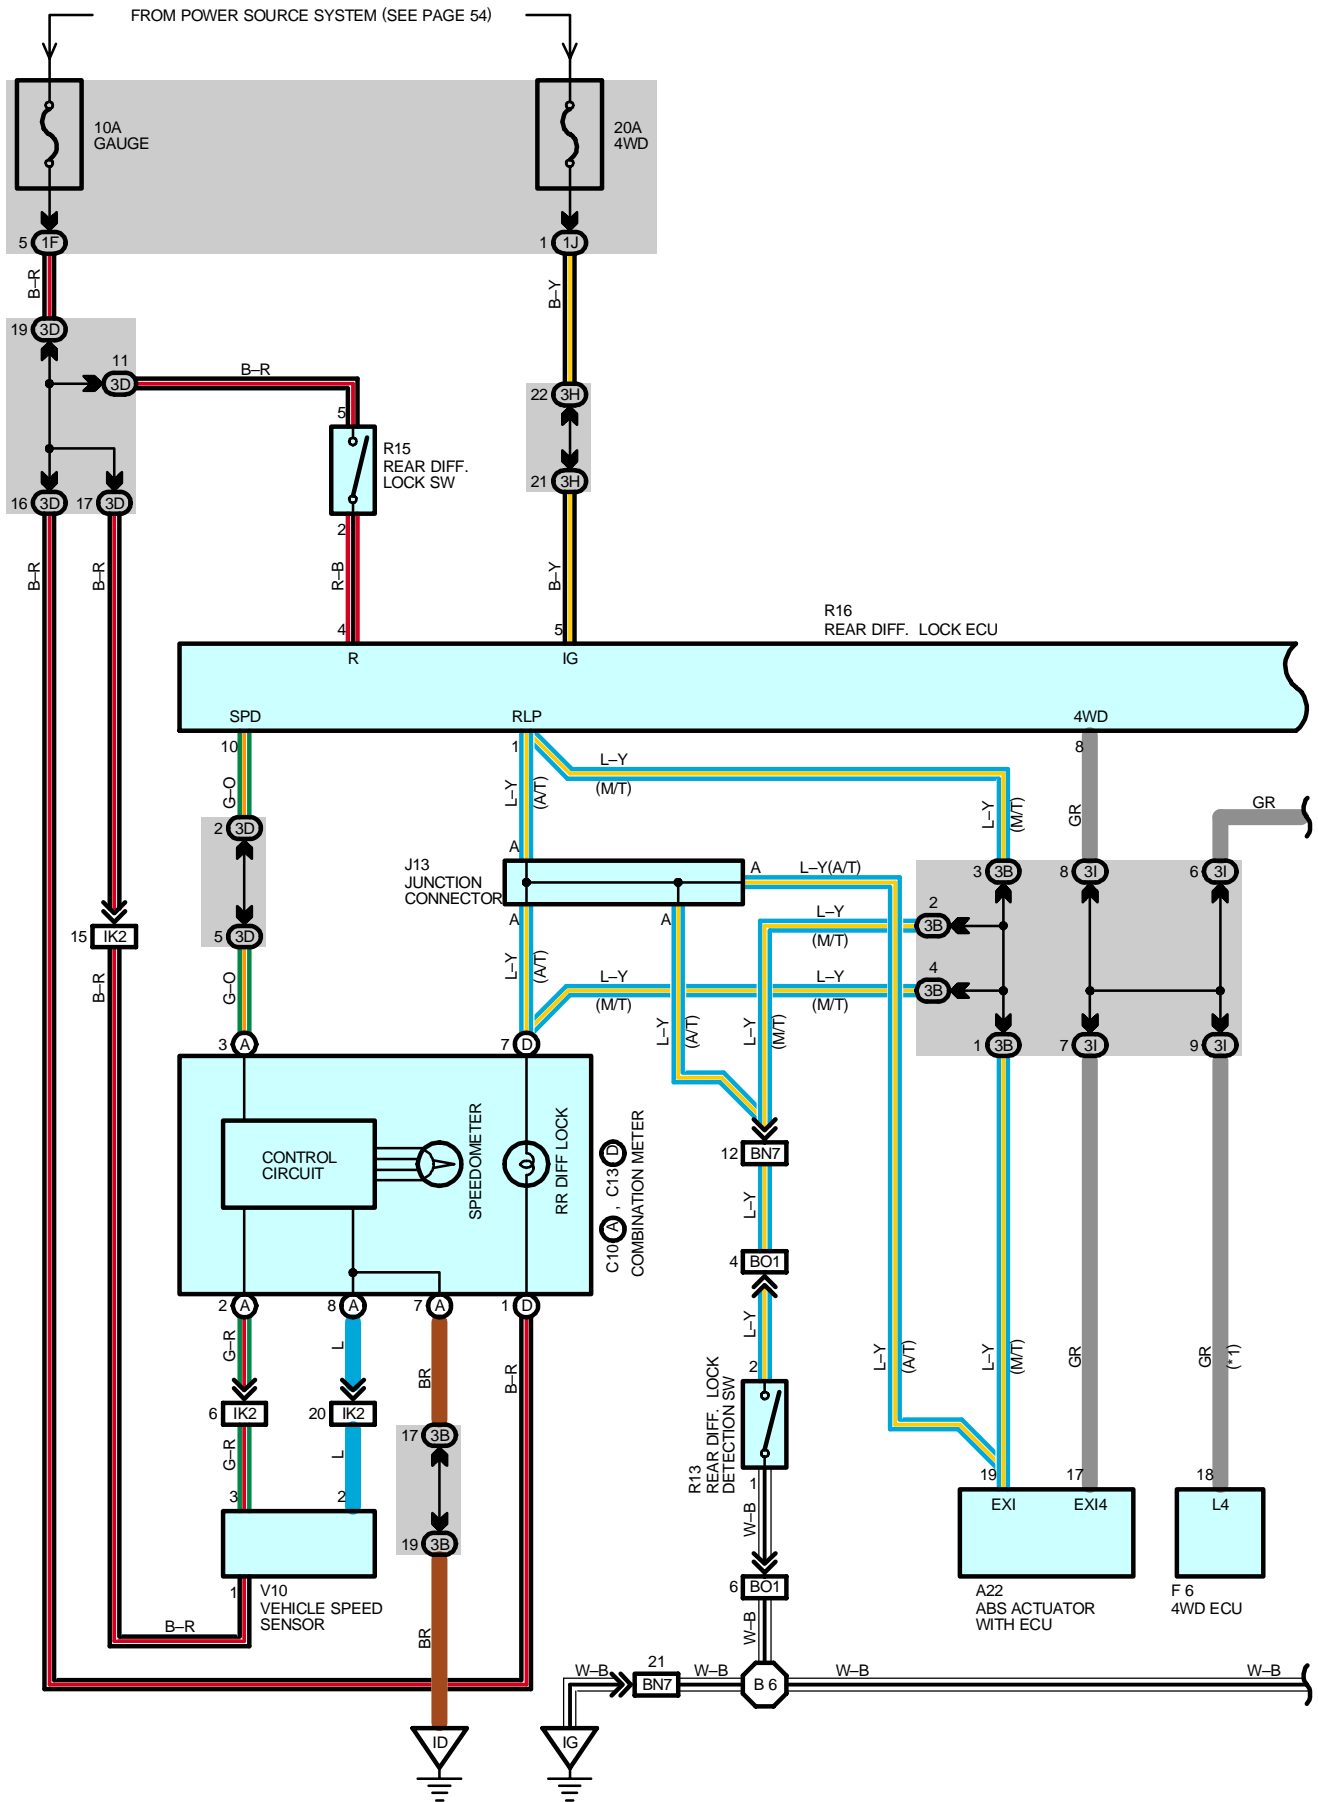 FROM POWER SOURCE SYSTEM (SEE PAGE 54)
10A
GAUGE
20A
4WD
5 1F
1 1J
B–R
B–Y
19 3D
11
3D
B–R
22 3H
5
R15
REAR DIFF.
LOCK SW
21 3H
16 3D
17 3D
2
B–R
B–R
R–B
B–Y
R16
REAR DIFF. LOCK ECU
4
5
R
IG
SPD
RLP
4WD
10
1
8
L–Y
(M/T)
G–O
L–Y
(A/T)
L–Y
(M/T)
GR
GR
2 3D
A
J13
JUNCTION
CONNECTOR
A
L–Y(A/T)
3 3B
8 3I
6 3I
A
A
L–Y
(M/T)
2
3B
15 IK2
5 3D
B–R
G–O
L–Y
(A/T)
L–Y
(M/T)
L–Y
(M/T)
4
3B
L–Y
(A/T)
L–Y
(M/T)
3 A
7 D
1 3B
7 3I
9 3I
CONTROL
CIRCUIT
SPEEDOMETER
RR DIFF LOCK
C10 A , C13 D
COMBINATION METER
12 BN7
L–Y
4 BO1
2 A
8 A
7 A
1 D
G–R
L
BR
B–R
L–Y
2
R13
REAR DIFF. LOCK
DETECTION SW
L–Y
(A/T)
L–Y
(M/T)
GR
GR
(* 1)
6 IK2
20 IK2
17 3B
G–R
L
3
2
1
W–B
19
17
18
EXI
EXI4
L4
19 3B
1
V10
VEHICLE SPEED
SENSOR
6 BO1
A22
ABS ACTUATOR
WITH ECU
F 6
4WD ECU
B–R
BR
W–B
W–B
21
BN7
W–B
B 6
W–B
W–B
ID
IG